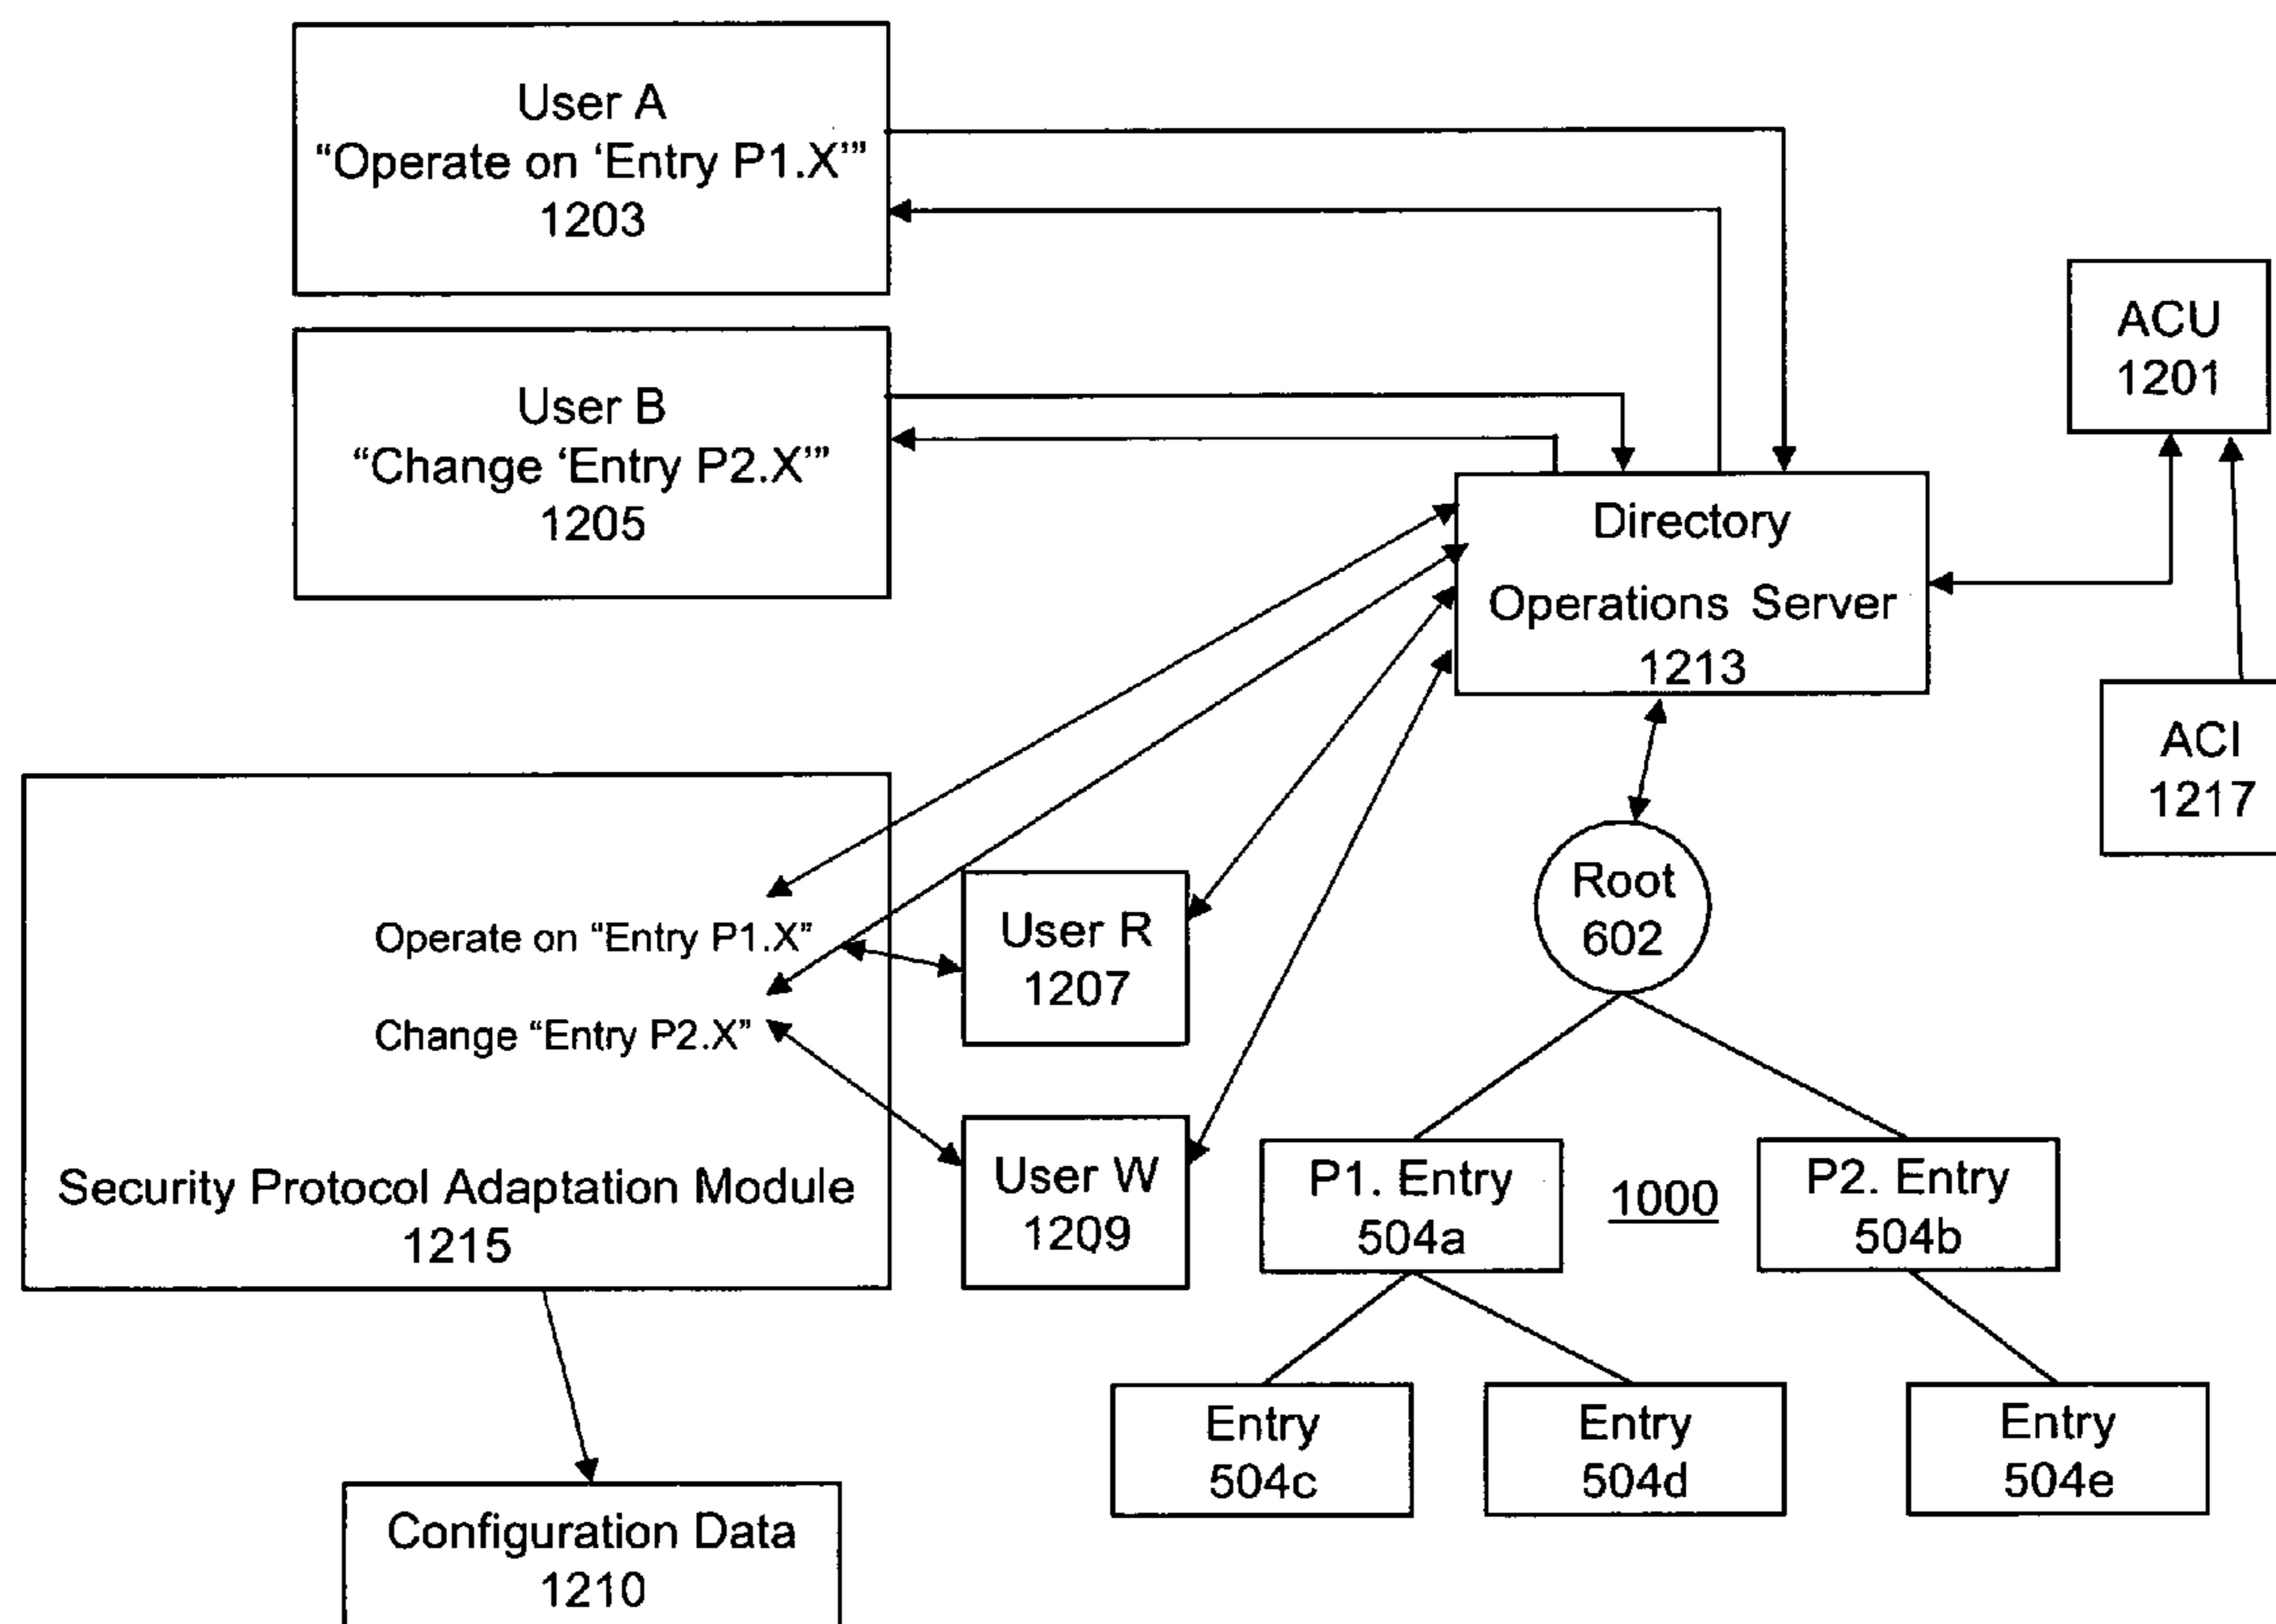 User A
“Operate on ‘Entry P1.X’”
1203
User B
“Change ‘Entry P2.X’”
1205
ACU
1201
Directory
Operations Server
1213
ACI
1217
Root
602
Operate on “Entry P1.X”
Change “Entry P2.X”
Security Protocol Adaptation Module
1215
User R
1207
User W
1209
P1. Entry
504a
1000
P2. Entry
504b
Entry
504c
Entry
504d
Entry
504e
Configuration Data
1210